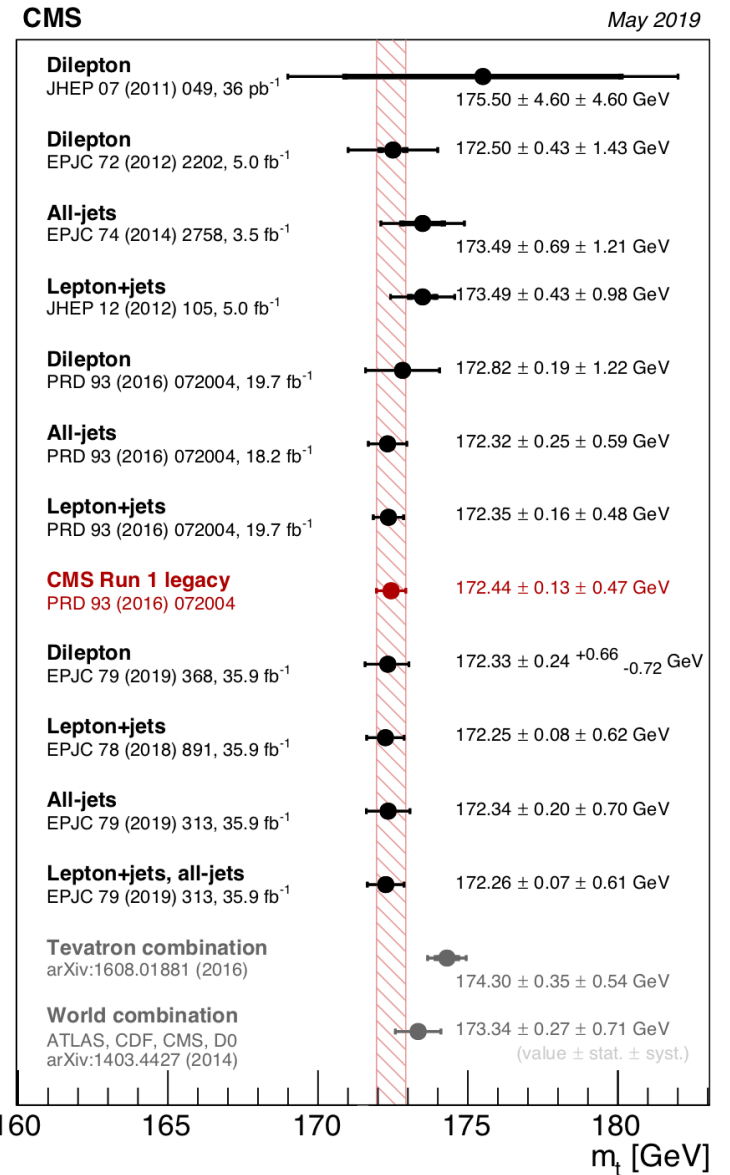 CMS
May 2019
Dilepton
JHEP 07 (2011) 049, 36 pb-1
175.50 ± 4.60 ± 4.60 GeV
Dilepton
EPJC 72 (2012) 2202, 5.0 fb-1
172.50 ± 0.43 ± 1.43 GeV
All-jets
EPJC 74 (2014) 2758, 3.5 fb-1
173.49 ± 0.69 ± 1.21 GeV
Lepton+jets
JHEP 12 (2012) 105, 5.0 fb-1
173.49 ± 0.43 ± 0.98 GeV
Dilepton
PRD 93 (2016) 072004, 19.7 fb-1
172.82 ± 0.19 ± 1.22 GeV
All-jets
PRD 93 (2016) 072004, 18.2 fb-1
172.32 ± 0.25 ± 0.59 GeV
Lepton+jets
PRD 93 (2016) 072004, 19.7 fb-1
172.35 ± 0.16 ± 0.48 GeV
CMS Run 1 legacy
PRD 93 (2016) 072004
172.44 ± 0.13 ± 0.47 GeV
Dilepton
EPJC 79 (2019) 368, 35.9 fb-1
172.33 ± 0.24 +0.66 -0.72 GeV
Lepton+jets
EPJC 78 (2018) 891, 35.9 fb-1
172.25 ± 0.08 ± 0.62 GeV
All-jets
EPJC 79 (2019) 313, 35.9 fb-1
172.34 ± 0.20 ± 0.70 GeV
Lepton+jets, all-jets
EPJC 79 (2019) 313, 35.9 fb-1
172.26 ± 0.07 ± 0.61 GeV
Tevatron combination
arXiv:1608.01881 (2016)
174.30 ± 0.35 ± 0.54 GeV
World combination
ATLAS, CDF, CMS, D0
arXiv:1403.4427 (2014)
173.34 ± 0.27 ± 0.71 GeV
(value ± stat. ± syst.)
160 165 170 175 180
mt [GeV]